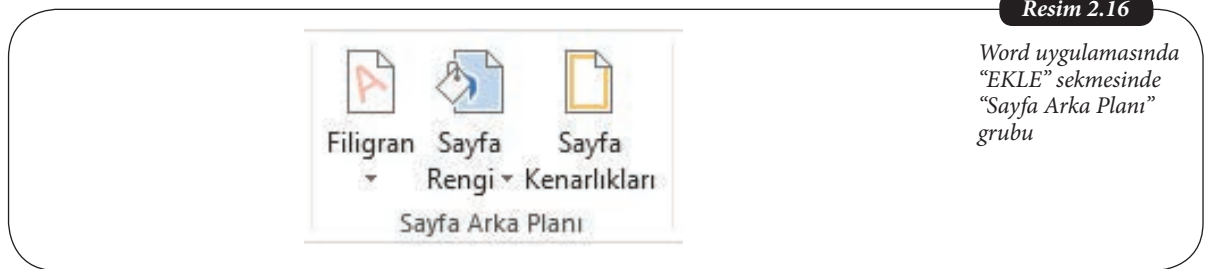 Resim 2.16
Word uygulamasında
“EKLE” sekmesinde
“Sayfa Arka Planı”
grubu
Filigran
Sayfa
Rengi
Sayfa
Kenarlıkları
Sayfa Arka Planı